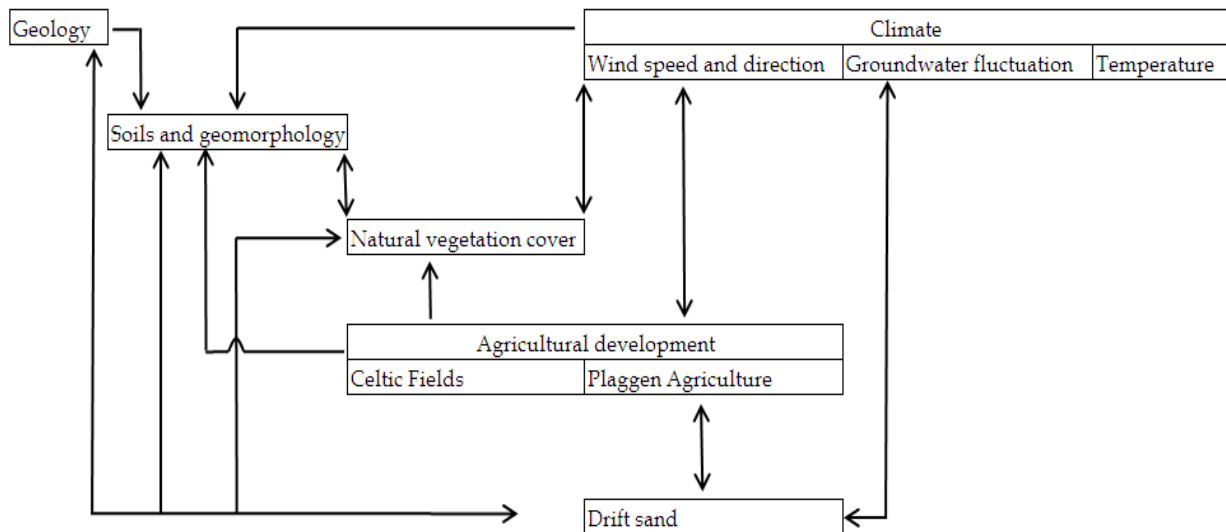 Geology
Climate
Wind speed and direction
Groundwater fluctuation
Temperature
Soils and geomorphology
Natural vegetation cover
Agricultural development
Celtic Fields
Plaggen Agriculture
Drift sand